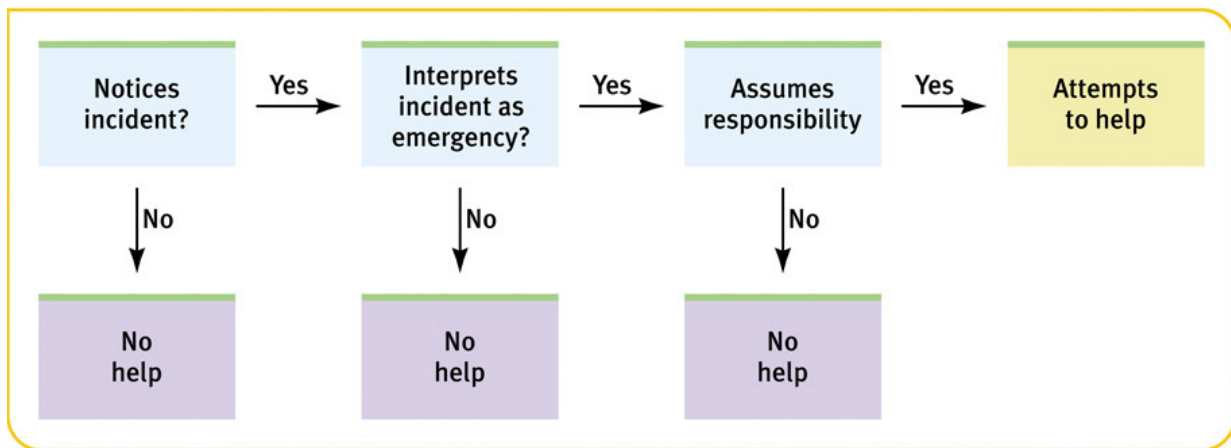 Notices
incident?
Yes
Interprets
incident as
emergency?
Yes
Assumes
responsibility
Yes
Attempts
to help
No
No
No
No
help
No
help
No
help